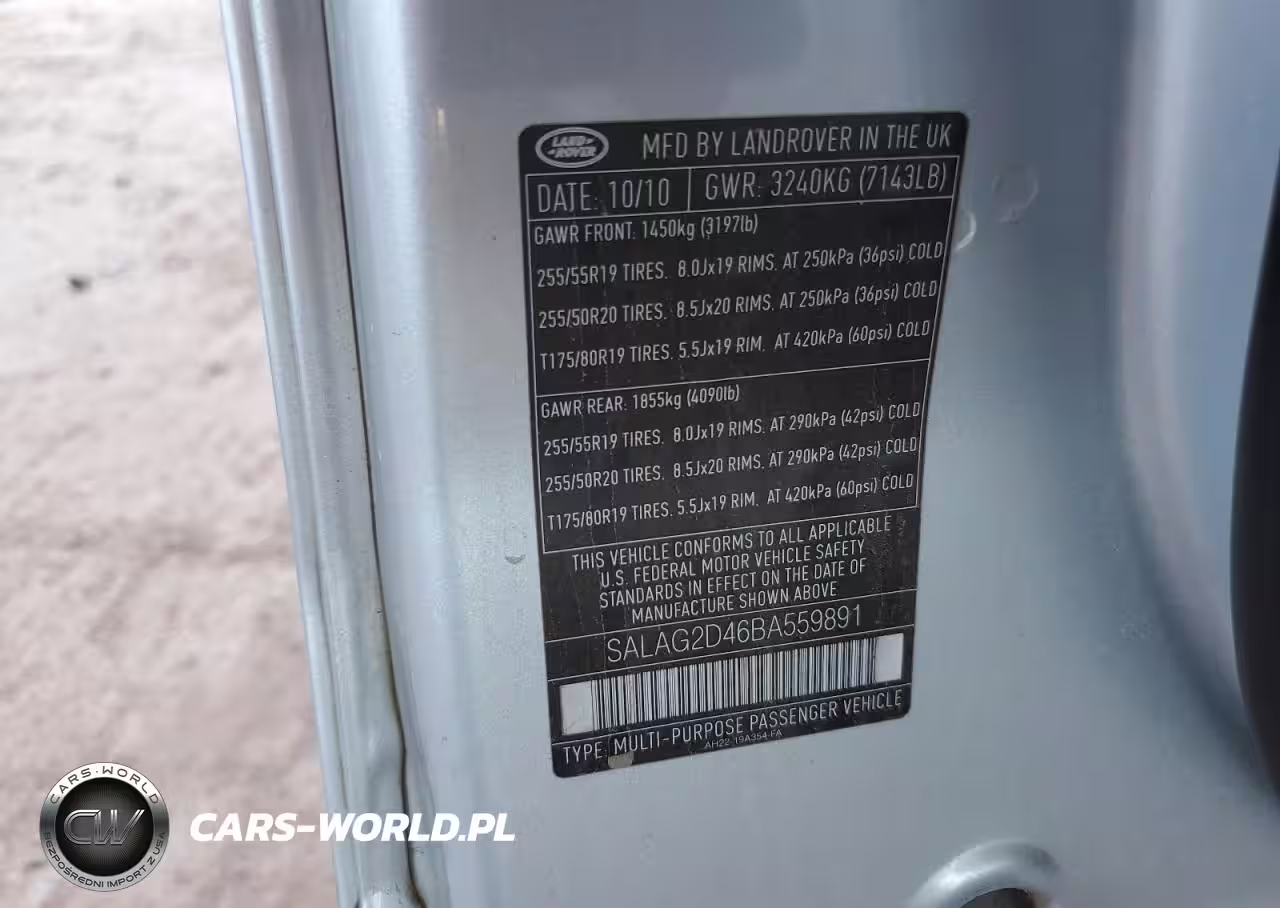 LAND ROVER
MFD BY LANDROVER IN THE UK
DATE: 10/10 GWR: 3240KG (7143LB)
GAWR FRONT: 1450kg (3197lb)
255/55R19 TIRES. 8.0Jx19 RIMS. AT 250kPa (36psi) COLD
255/50R20 TIRES. 8.5Jx20 RIMS. AT 250kPa (36psi) COLD
T175/80R19 TIRES. 5.5Jx19 RIM. AT 420kPa (60psi) COLD
GAWR REAR: 1855kg (4090lb)
255/55R19 TIRES. 8.0Jx19 RIMS. AT 290kPa (42psi) COLD
255/50R20 TIRES. 8.5Jx20 RIMS. AT 290kPa (42psi) COLD
T175/80R19 TIRES. 5.5Jx19 RIM. AT 420kPa (60psi) COLD
THIS VEHICLE CONFORMS TO ALL APPLICABLE
U.S. FEDERAL MOTOR VEHICLE SAFETY
STANDARDS IN EFFECT ON THE DATE OF
MANUFACTURE SHOWN ABOVE
SALAG2D46BA559891
TYPE: MULTI-PURPOSE PASSENGER VEHICLE
AH22-19A354-FA
CARS-WORLD
CW
BEZPOŚREDNI IMPORT Z USA
CARS-WORLD.PL